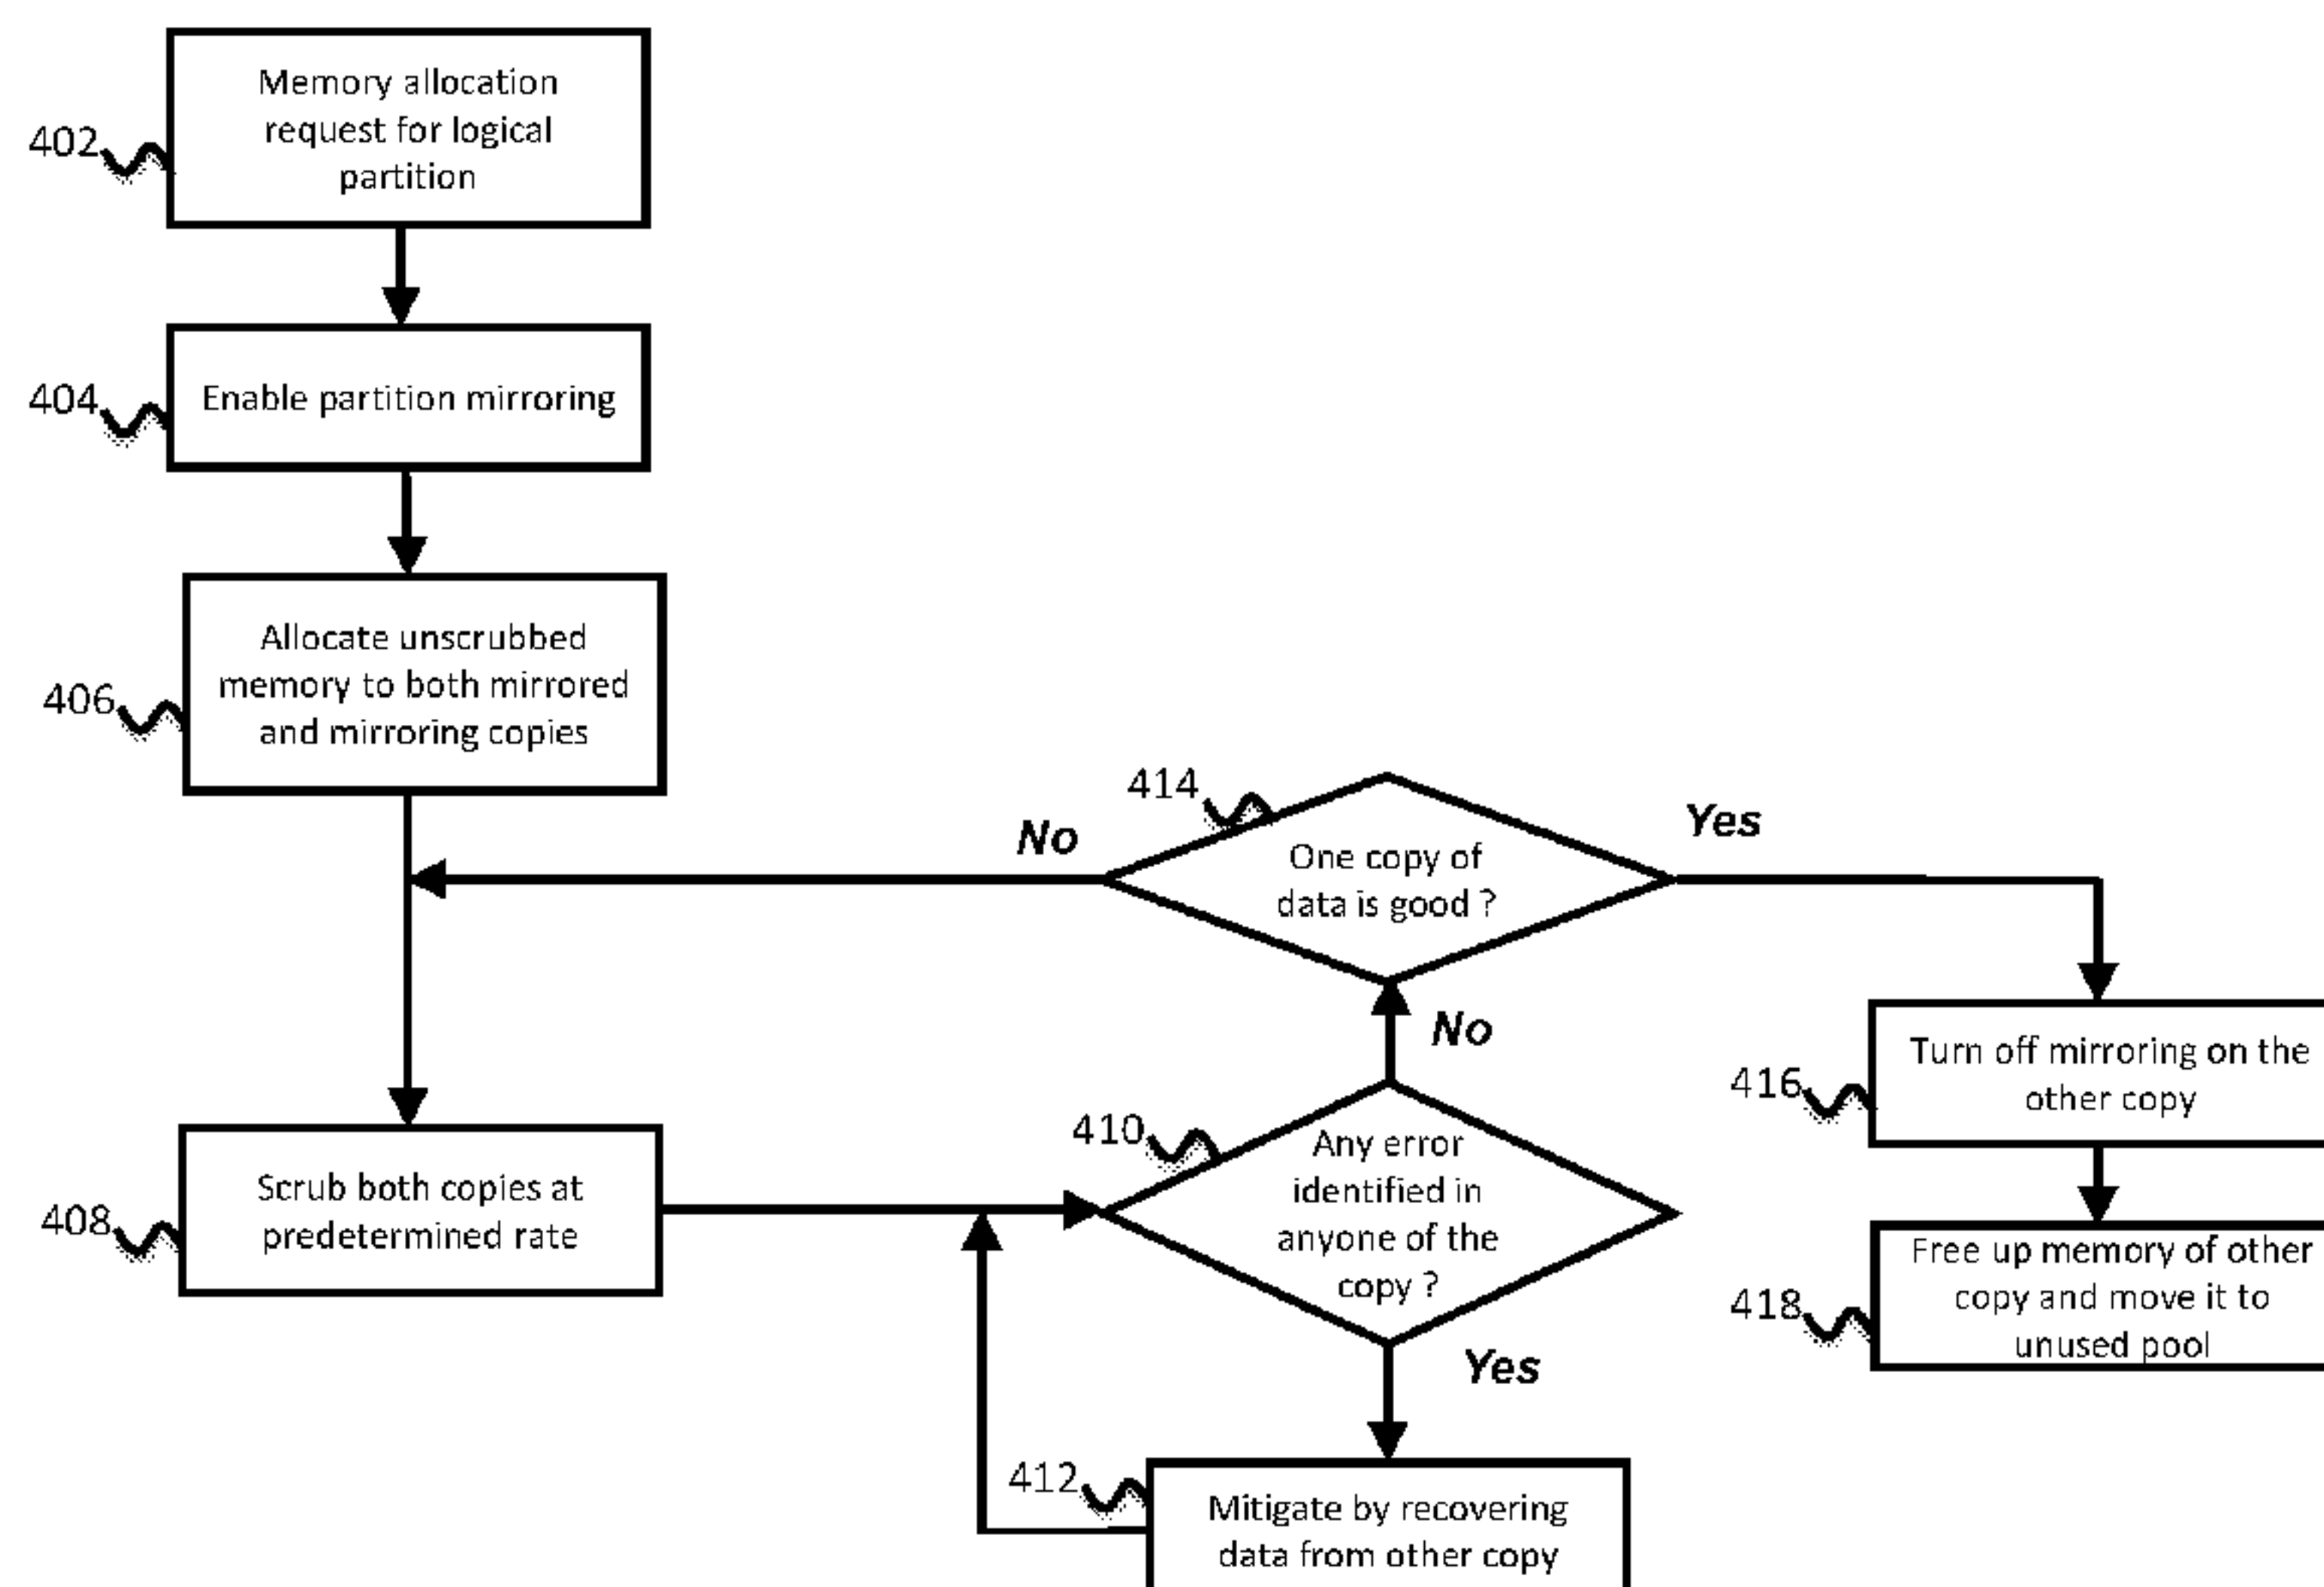 Memory allocation
request for logical
partition
402
Enable partition mirroring
404
Allocate unscrubbed
memory to both mirrored
and mirroring copies
406
414
No
Yes
One copy of
data is good ?
No
Turn off mirroring on the
other copy
416
410
Any error
identified in
anyone of the
copy ?
Scrub both copies at
predetermined rate
408
Free up memory of other
copy and move it to
unused pool
418
Yes
412
Mitigate by recovering
data from other copy